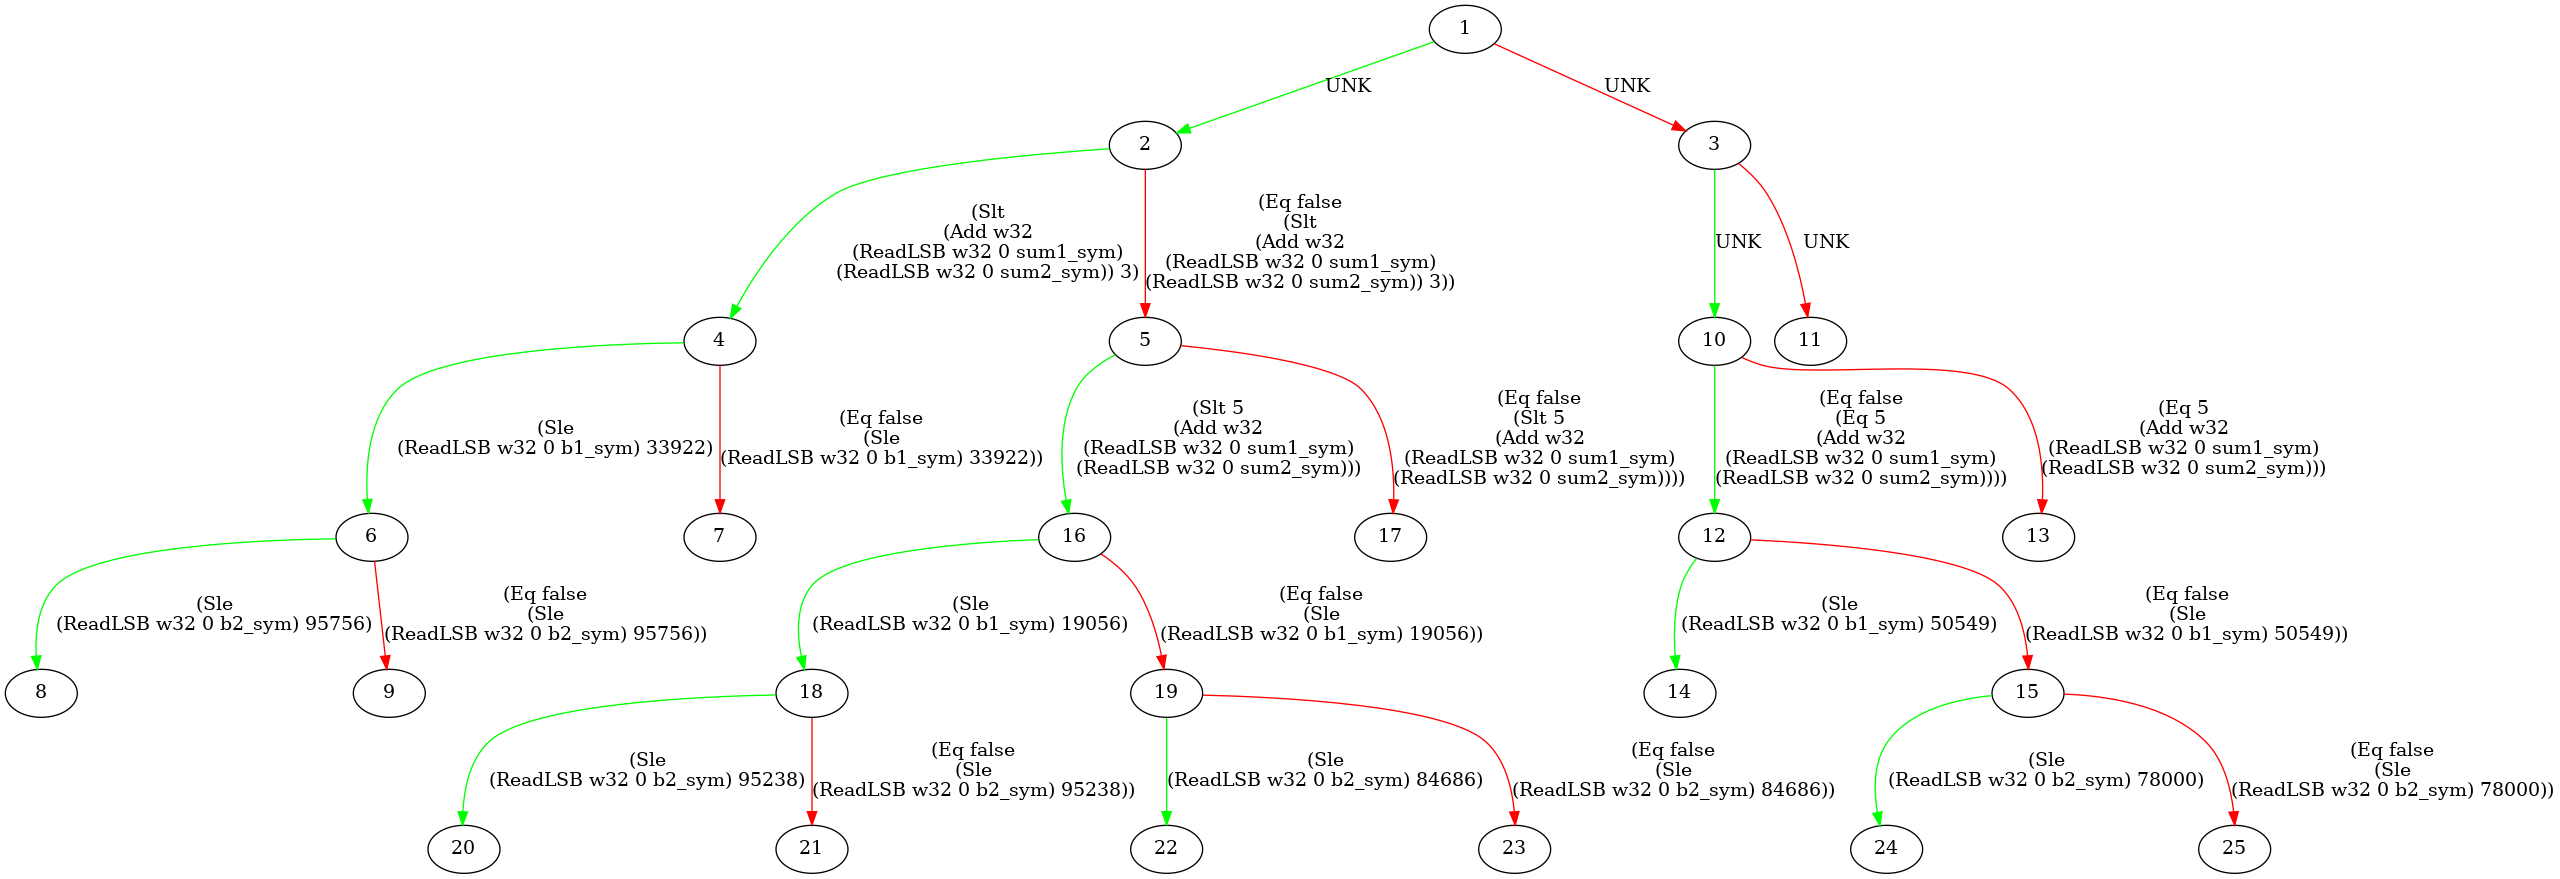 1
UNK
UNK
2
3
(Slt
(Add w32
(ReadLSB w32 0 sum1_sym)
(ReadLSB w32 0 sum2_sym)) 3)
(Eq false
(Slt
(Add w32
(ReadLSB w32 0 sum1_sym)
(ReadLSB w32 0 sum2_sym)) 3))
UNK
UNK
4
5
10
11
(Sle
(ReadLSB w32 0 b1_sym) 33922)
(Eq false
(Sle
(ReadLSB w32 0 b1_sym) 33922))
(Slt 5
(Add w32
(ReadLSB w32 0 sum1_sym)
(ReadLSB w32 0 sum2_sym)))
(Eq false
(Slt 5
(Add w32
(ReadLSB w32 0 sum1_sym)
(ReadLSB w32 0 sum2_sym))))
(Eq false
(Eq 5
(Add w32
(ReadLSB w32 0 sum1_sym)
(ReadLSB w32 0 sum2_sym))))
(Eq 5
(Add w32
(ReadLSB w32 0 sum1_sym)
(ReadLSB w32 0 sum2_sym)))
6
7
16
17
12
13
(Sle
(ReadLSB w32 0 b2_sym) 95756)
(Eq false
(Sle
(ReadLSB w32 0 b2_sym) 95756))
(Sle
(ReadLSB w32 0 b1_sym) 19056)
(Eq false
(Sle
(ReadLSB w32 0 b1_sym) 19056))
(Sle
(ReadLSB w32 0 b1_sym) 50549)
(Eq false
(Sle
(ReadLSB w32 0 b1_sym) 50549))
8
9
18
19
14
15
(Sle
(ReadLSB w32 0 b2_sym) 95238)
(Eq false
(Sle
(ReadLSB w32 0 b2_sym) 95238))
(Sle
(ReadLSB w32 0 b2_sym) 84686)
(Eq false
(Sle
(ReadLSB w32 0 b2_sym) 84686))
(Sle
(ReadLSB w32 0 b2_sym) 78000)
(Eq false
(Sle
(ReadLSB w32 0 b2_sym) 78000))
20
21
22
23
24
25